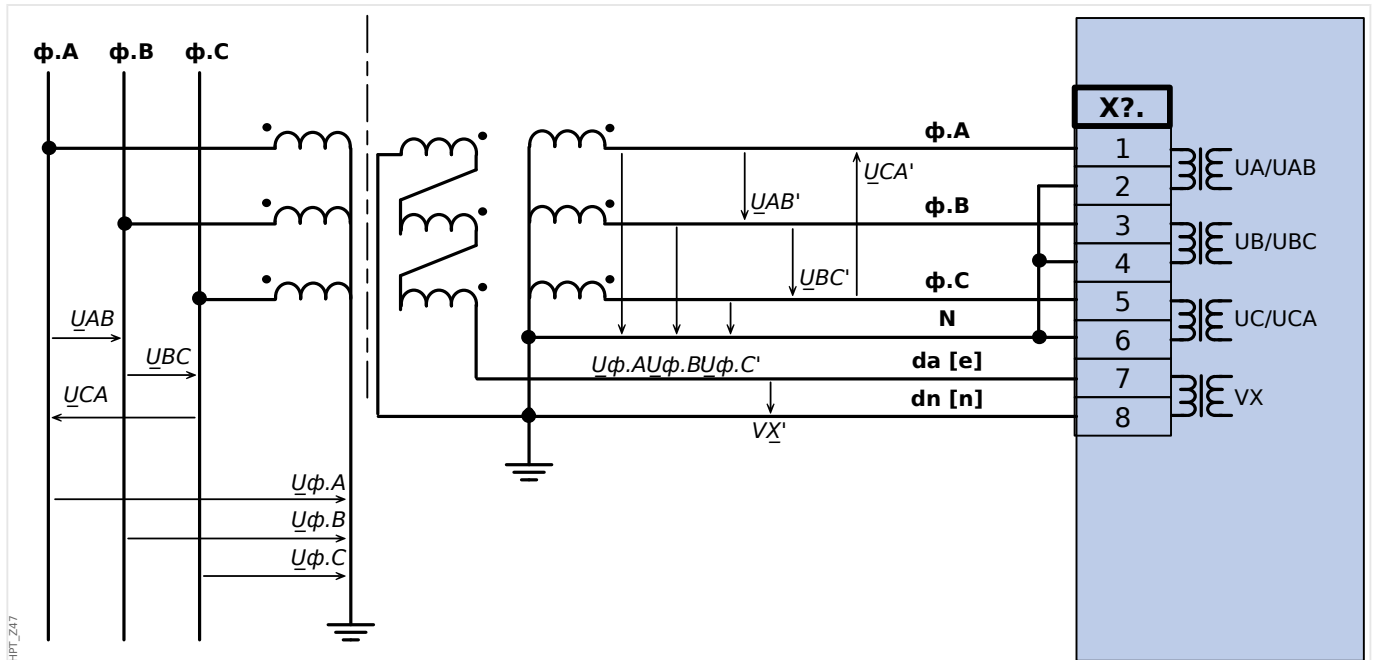 ф.A ф.B ф.C
X?.
ф.A
1
UA/UAB
UCA'
2
UAB'
ф.B
3
UB/UBC
4
UBC'
ф.C
5
UC/UCA
N
6
UAB
UBC
Uф.AUф.BUф.C'
da [e]
7
UCA
dn [n]
VX
8
VX'
Uф.A
Uф.B
Uф.C
HPT_Z47